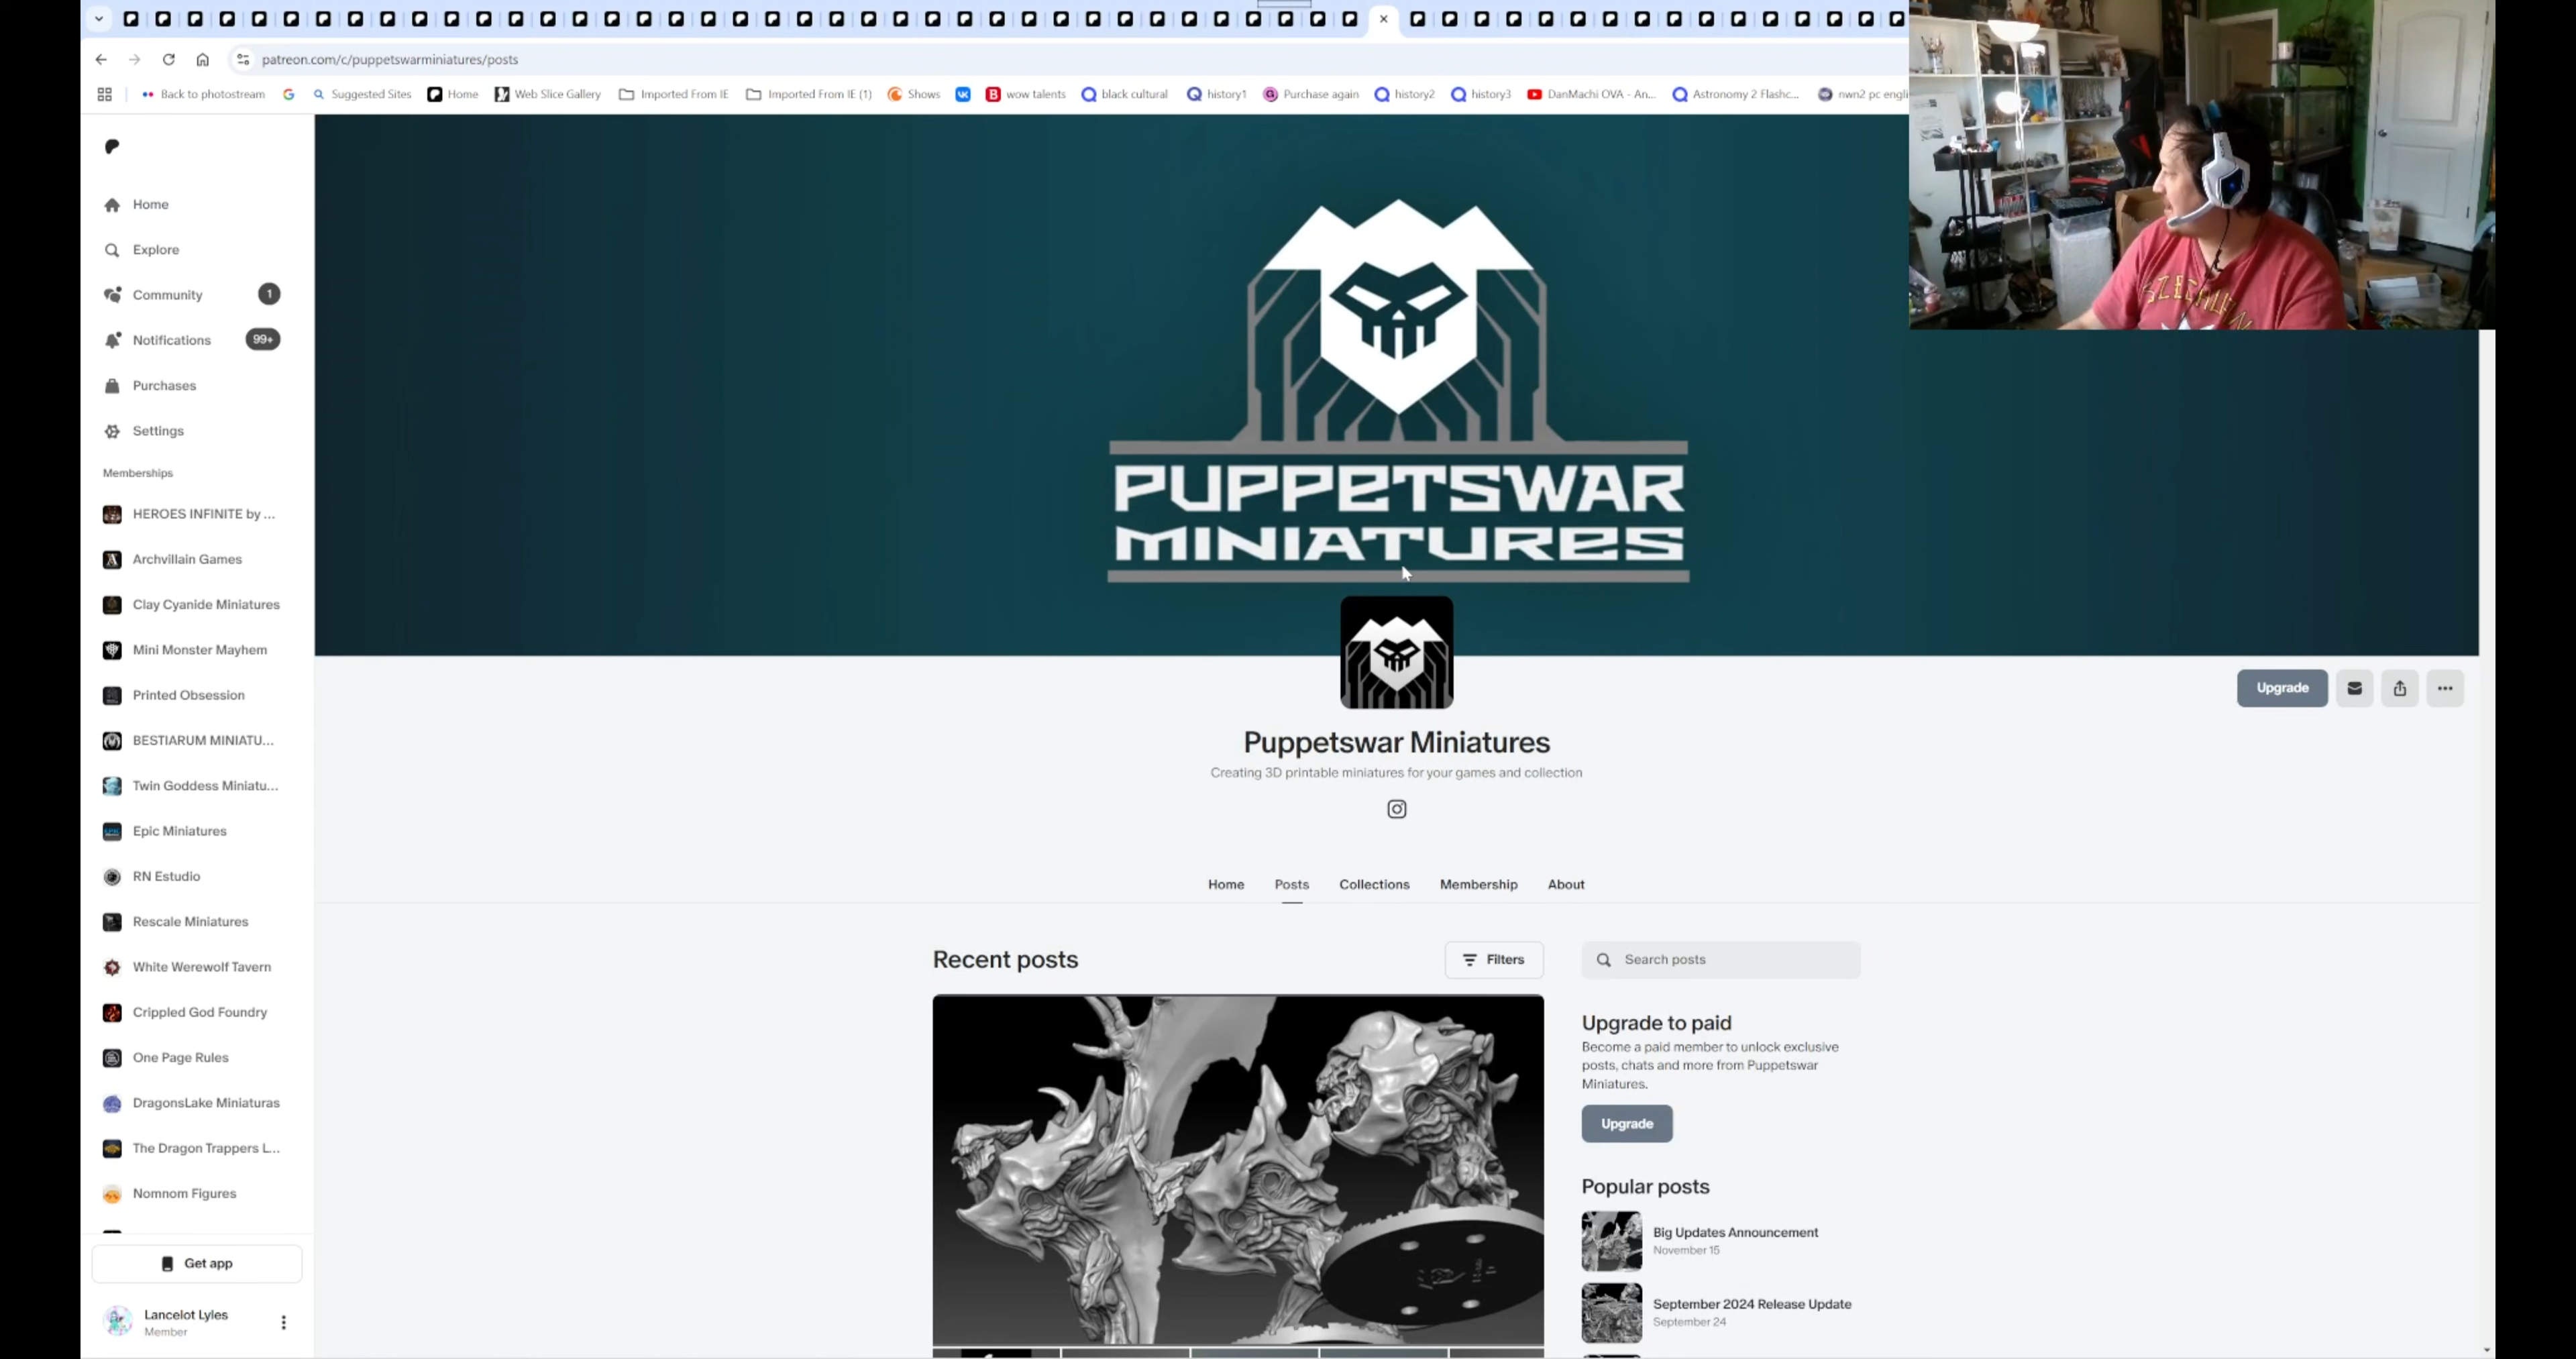 patreon.com/c/puppetswarminiatures/posts
Back to photostream
Suggested Sites
Home
Web Slice Gallery
Imported From IE
Imported From IE (1)
Shows
wow talents
black cultural
history1
Purchase again
history2
history3
DanMachi OVA - An...
Astronomy 2 Flashc...
nwn2 pc engli
Home
Explore
Community
1
Notifications
99+
Purchases
Settings
Memberships
HEROES INFINITE by ...
Archvillain Games
Clay Cyanide Miniatures
Mini Monster Mayhem
Printed Obsession
BESTIARUM MINIATU...
Twin Goddess Miniatu...
Epic Miniatures
RN Estudio
Rescale Miniatures
White Werewolf Tavern
Crippled God Foundry
One Page Rules
DragonsLake Miniaturas
The Dragon Trappers L...
Nomnom Figures
Get app
Lancelot Lyles
Member
PUPPETSWAR
MINIATURES
Upgrade
Puppetswar Miniatures
Creating 3D printable miniatures for your games and collection
Home
Posts
Collections
Membership
About
Recent posts
Filters
Search posts
Upgrade to paid
Become a paid member to unlock exclusive
posts, chats and more from Puppetswar
Miniatures.
Upgrade
Popular posts
Big Updates Announcement
November 15
September 2024 Release Update
September 24